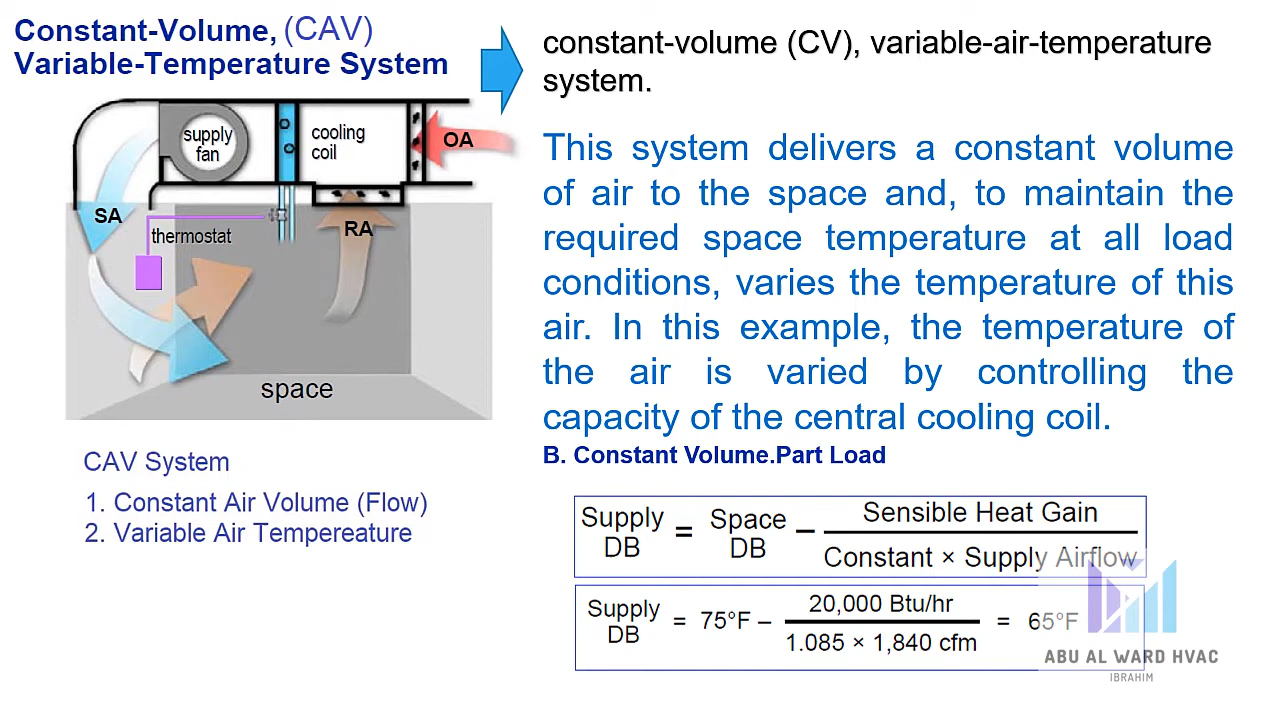 Constant-Volume, (CAV)
Variable-Temperature System
supply
fan
cooling
coil
OA
SA
thermostat
RA
space
CAV System
1. Constant Air Volume (Flow)
2. Variable Air Tempereature
constant-volume (CV), variable-air-temperature
system.
This system delivers a constant volume
of air to the space and, to maintain the
required space temperature at all load
conditions, varies the temperature of this
air. In this example, the temperature of
the air is varied by controlling the
capacity of the central cooling coil.
B. Constant Volume.Part Load
Supply DB = Space DB – Sensible Heat Gain
Constant × Supply Airflow
Supply DB = 75°F – 20,000 Btu/hr = 65°F
1.085 × 1,840 cfm
ABU AL WARD HVAC
IBRAHIM